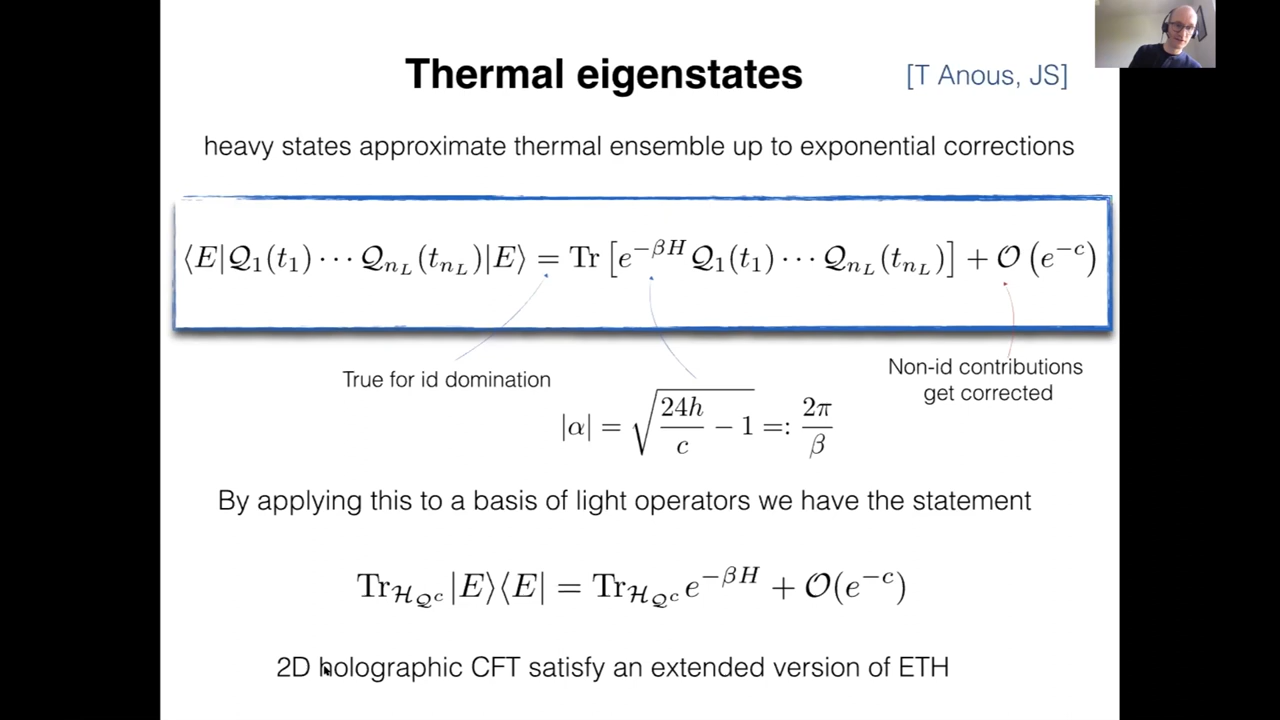 Thermal eigenstates
[T Anous, JS]
heavy states approximate thermal ensemble up to exponential corrections
⟨E|𝒬₁(t₁) ⋯ 𝒬_{n_L}(t_{n_L})|E⟩ = Tr [e^{−βH} 𝒬₁(t₁) ⋯ 𝒬_{n_L}(t_{n_L})] + 𝒪 (e^{−c})
True for id domination
Non-id contributions
get corrected
|α| = √(24h/c − 1) =: 2π/β
By applying this to a basis of light operators we have the statement
Tr_{ℋ_{𝒬^c}} |E⟩⟨E| = Tr_{ℋ_{𝒬^c}} e^{−βH} + 𝒪(e^{−c})
2D holographic CFT satisfy an extended version of ETH